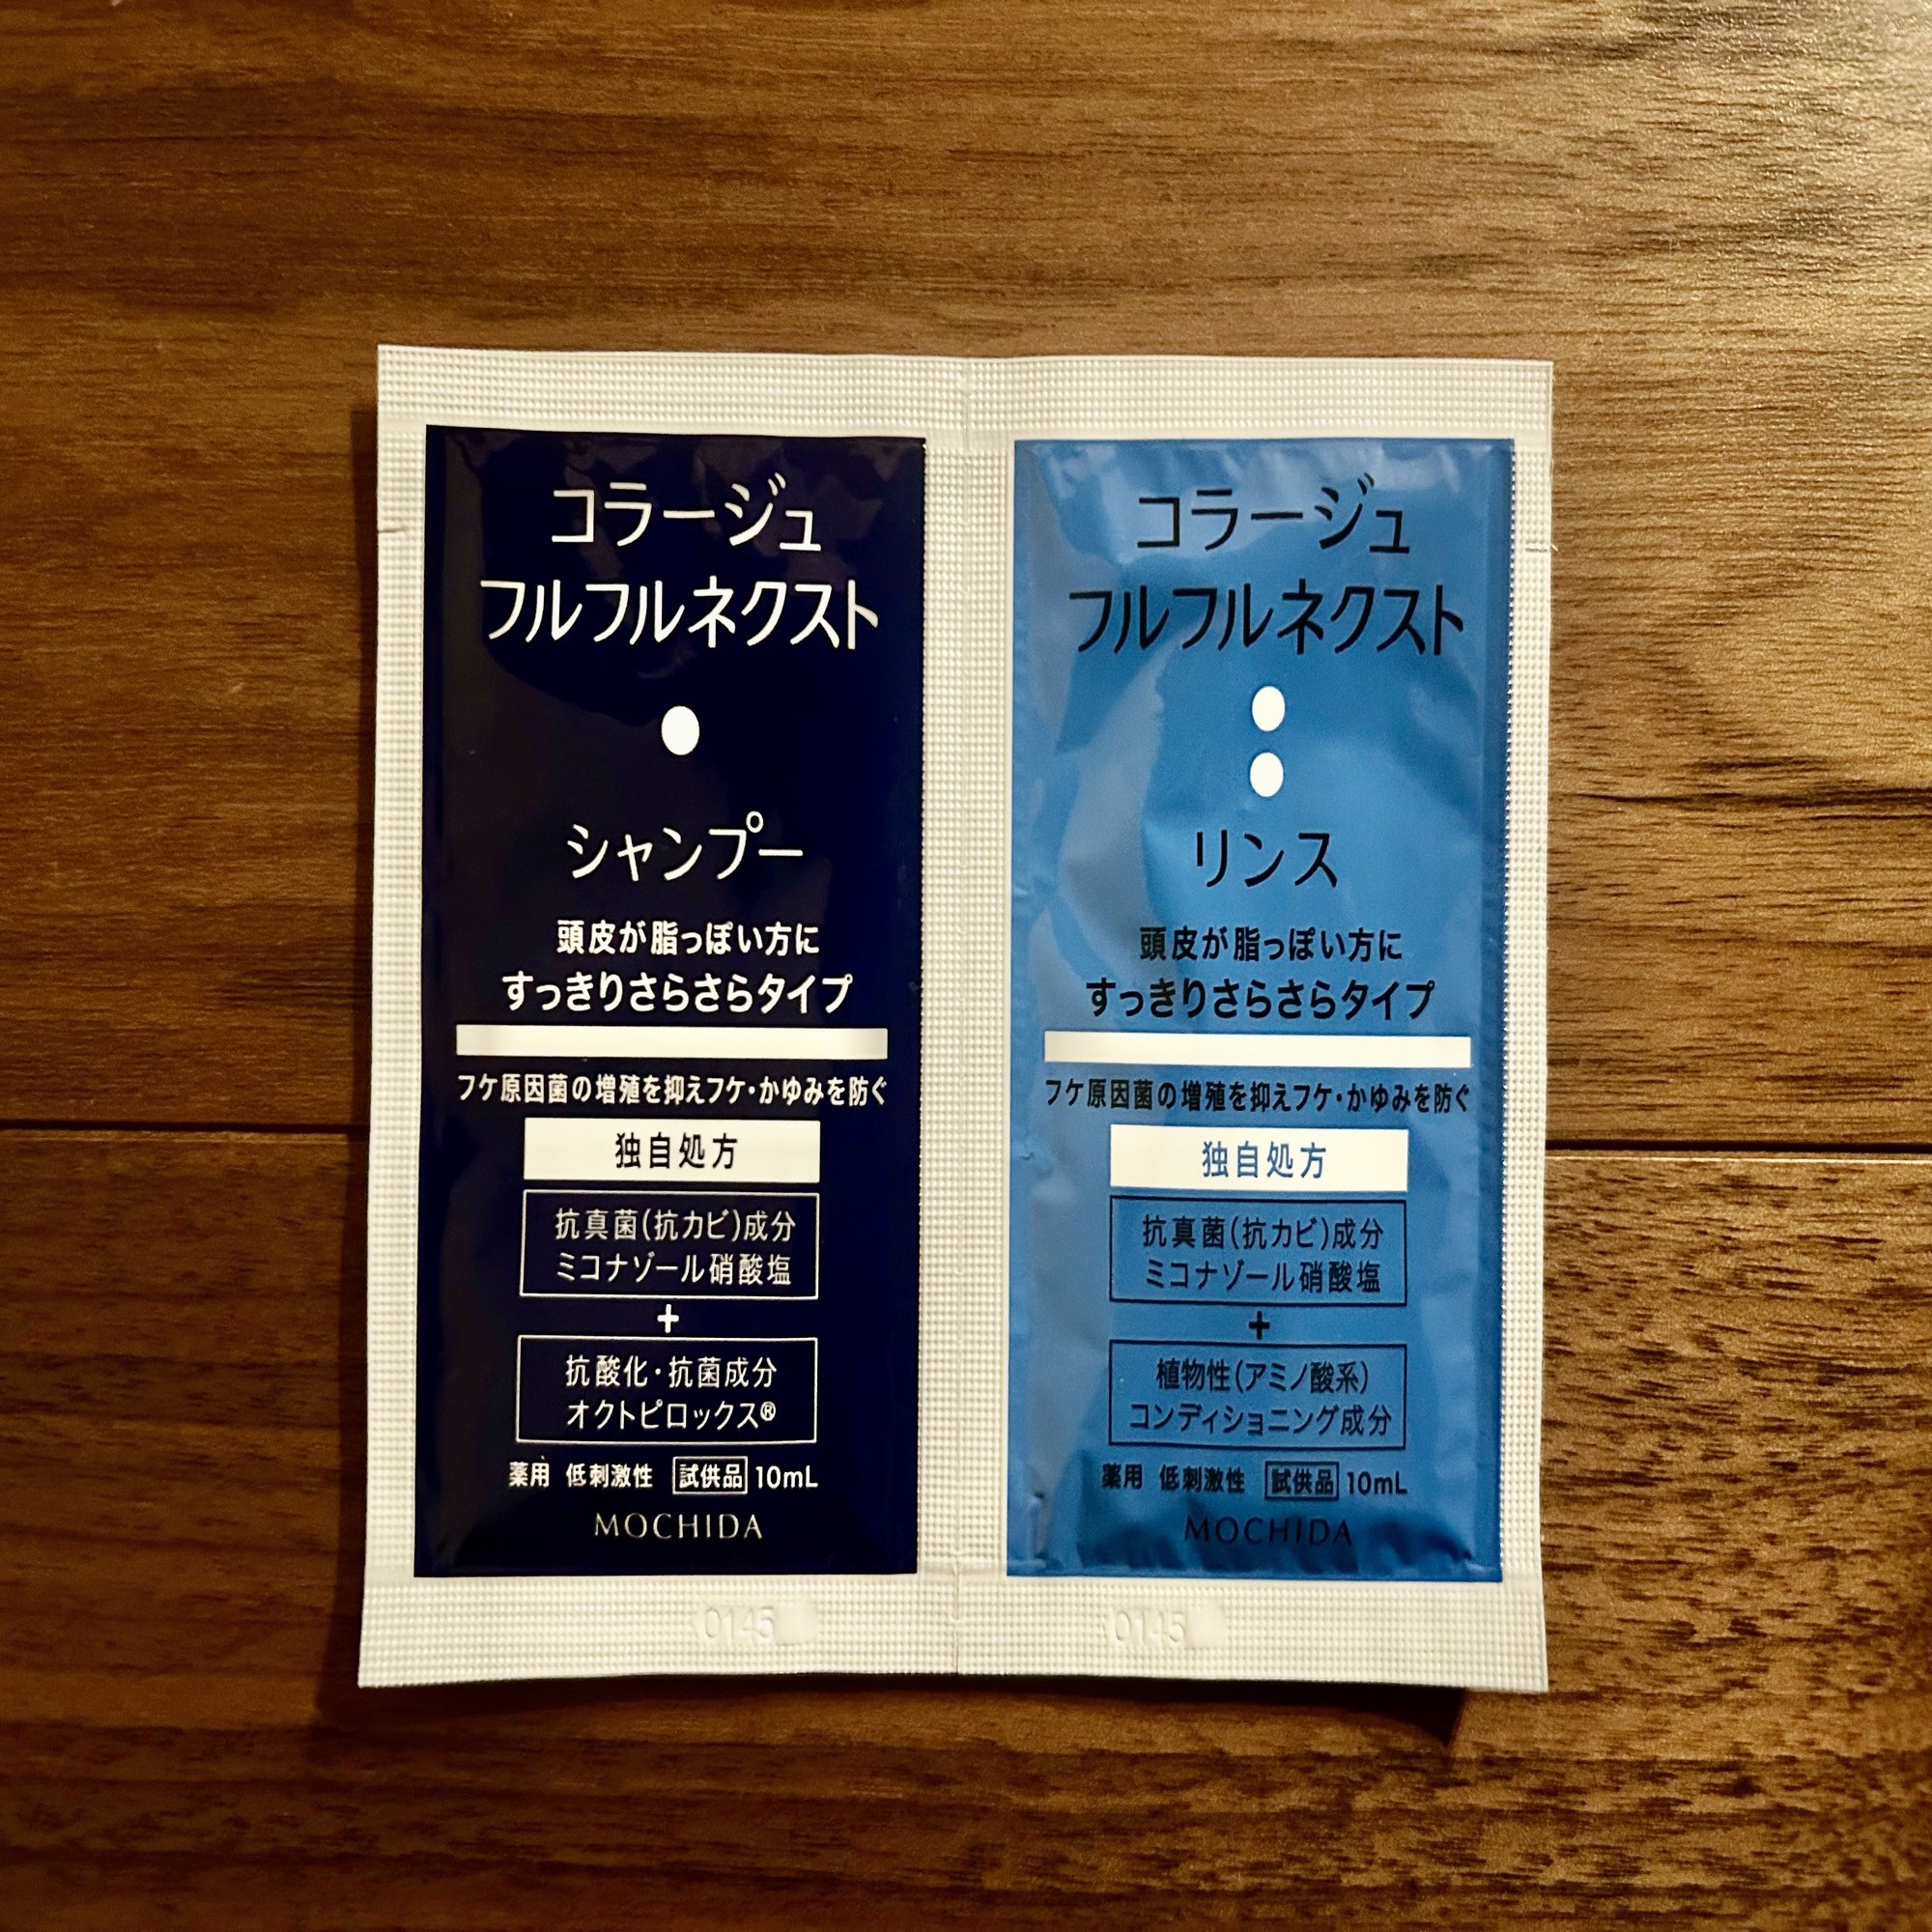 コラージュ
フルフルネクスト
シャンプー
頭皮が脂っぽい方に
すっきりさらさらタイプ
フケ原因菌の増殖を抑えフケ・かゆみを防ぐ
独自処方
抗真菌(抗カビ)成分
ミコナゾール硝酸塩
+
抗酸化・抗菌成分
オクトピロックス®
薬用 低刺激性 試供品 10mL
MOCHIDA
0145
コラージュ
フルフルネクスト
リンス
頭皮が脂っぽい方に
すっきりさらさらタイプ
フケ原因菌の増殖を抑えフケ・かゆみを防ぐ
独自処方
抗真菌(抗カビ)成分
ミコナゾール硝酸塩
+
植物性(アミノ酸系)
コンディショニング成分
薬用 低刺激性 試供品 10mL
MOCHIDA
0145